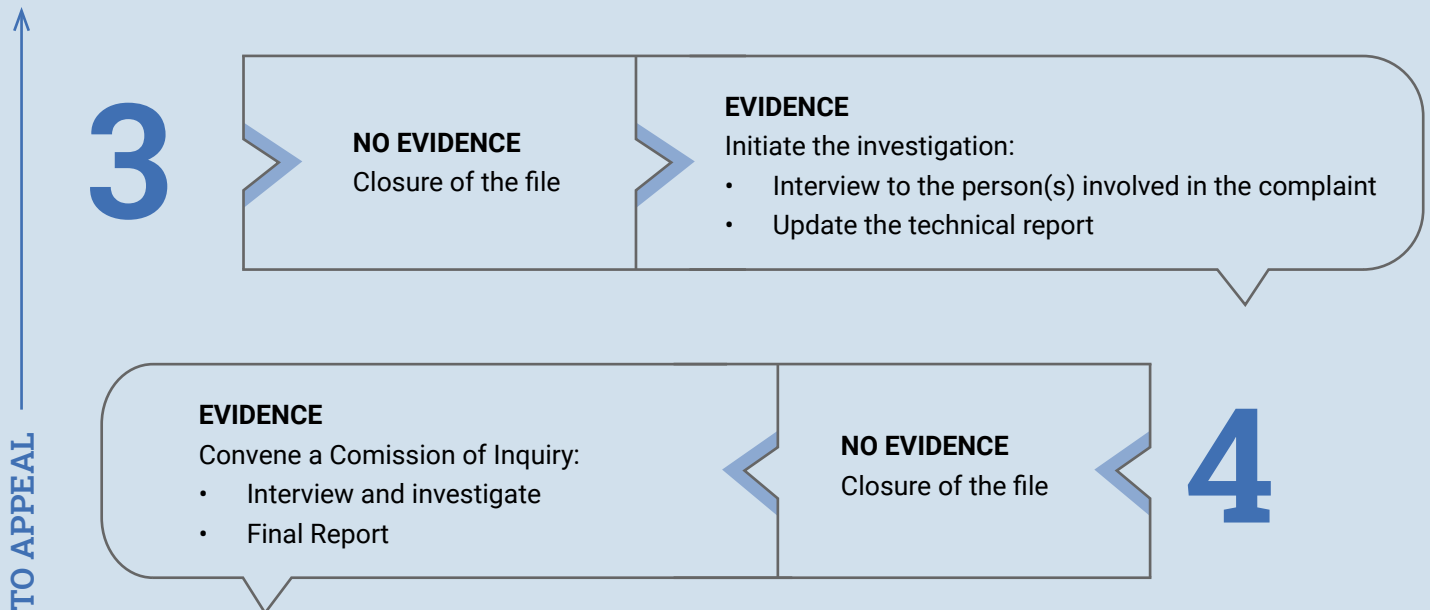 3
NO EVIDENCE
Closure of the file
EVIDENCE
Initiate the investigation:
• Interview to the person(s) involved in the complaint
• Update the technical report
EVIDENCE
Convene a Comission of Inquiry:
• Interview and investigate
• Final Report
NO EVIDENCE
Closure of the file
4
TO APPEAL